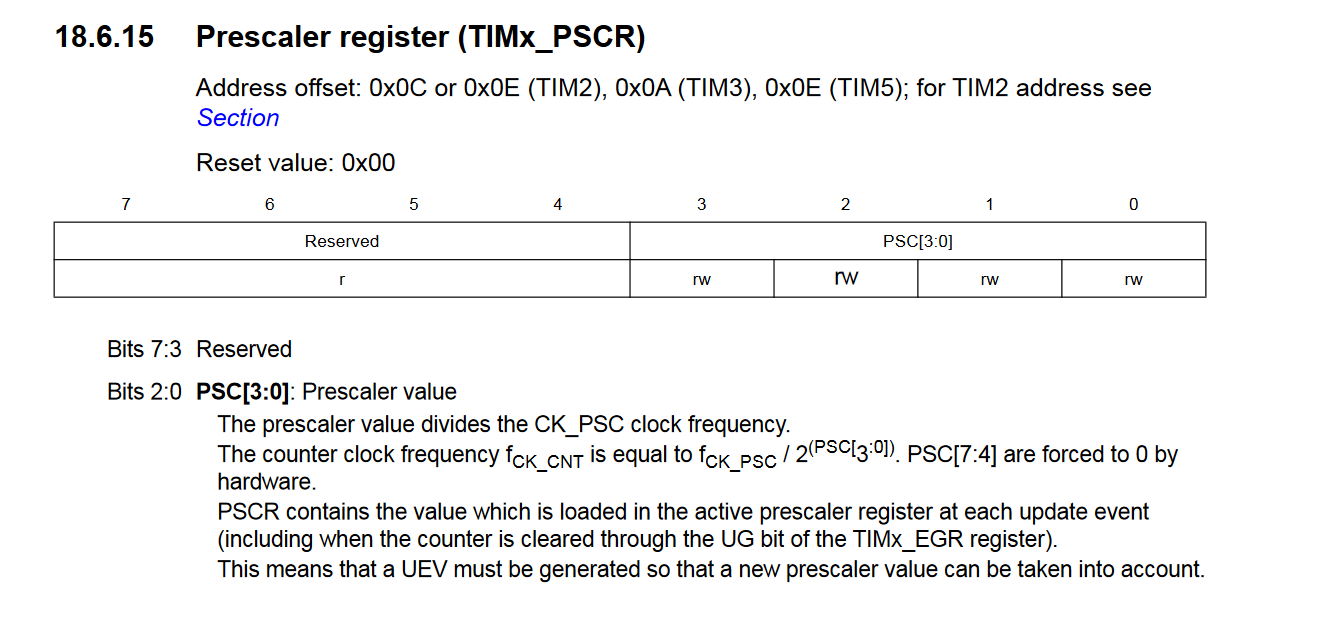 18.6.15 Prescaler register (TIMx_PSCR)
Address offset: 0x0C or 0x0E (TIM2), 0x0A (TIM3), 0x0E (TIM5); for TIM2 address see
Section
Reset value: 0x00
7 6 5 4 3 2 1 0
Reserved PSC[3:0]
r rw rw rw rw
Bits 7:3 Reserved
Bits 2:0 PSC[3:0]: Prescaler value
The prescaler value divides the CK_PSC clock frequency.
The counter clock frequency fCK_CNT is equal to fCK_PSC / 2(PSC[3:0]). PSC[7:4] are forced to 0 by
hardware.
PSCR contains the value which is loaded in the active prescaler register at each update event
(including when the counter is cleared through the UG bit of the TIMx_EGR register).
This means that a UEV must be generated so that a new prescaler value can be taken into account.